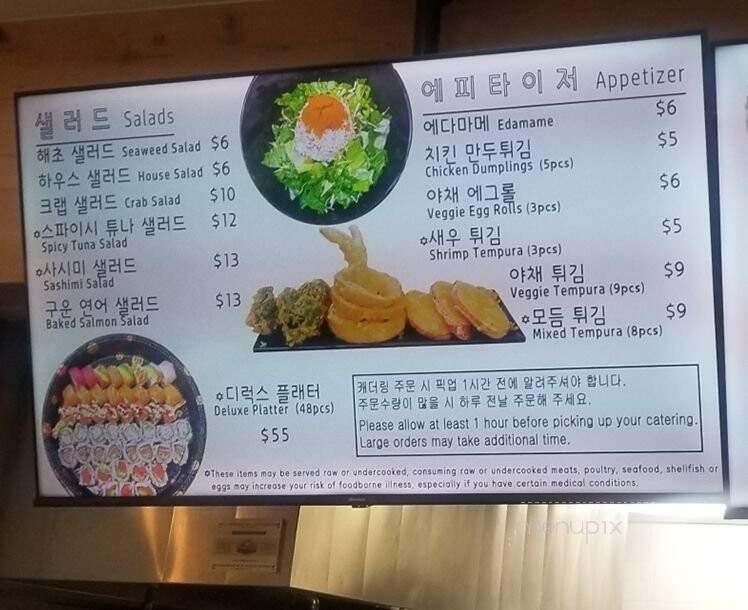 샐러드 Salads
해초 샐러드 Seaweed Salad $6
하우스 샐러드 House Salad $6
크랩 샐러드 Crab Salad $10
✡스파이시 튜나 샐러드 $12
Spicy Tuna Salad
✡사시미 샐러드 $13
Sashimi Salad
구운 연어 샐러드 $13
Baked Salmon Salad
에피타이저 Appetizer
에다마메 Edamame $6
치킨 만두튀김 $5
Chicken Dumplings (5pcs)
야채 에그롤 $6
Veggie Egg Rolls (3pcs)
✡새우 튀김 $5
Shrimp Tempura (3pcs)
야채 튀김 $9
Veggie Tempura (9pcs)
✡모듬 튀김 $9
Mixed Tempura (8pcs)
✡디럭스 플래터
Deluxe Platter (48pcs)
$55
캐더링 주문 시 픽업 1시간 전에 알려주셔야 합니다.
주문수량이 많을 시 하루 전날 주문해 주세요.
Please allow at least 1 hour before picking up your catering.
Large orders may take additional time.
✡These items may be served raw or undercooked, consuming raw or undercooked meats, poultry, seafood, shellfish or
eggs may increase your risk of foodborne illness, especially if you have certain medical conditions.
menupix